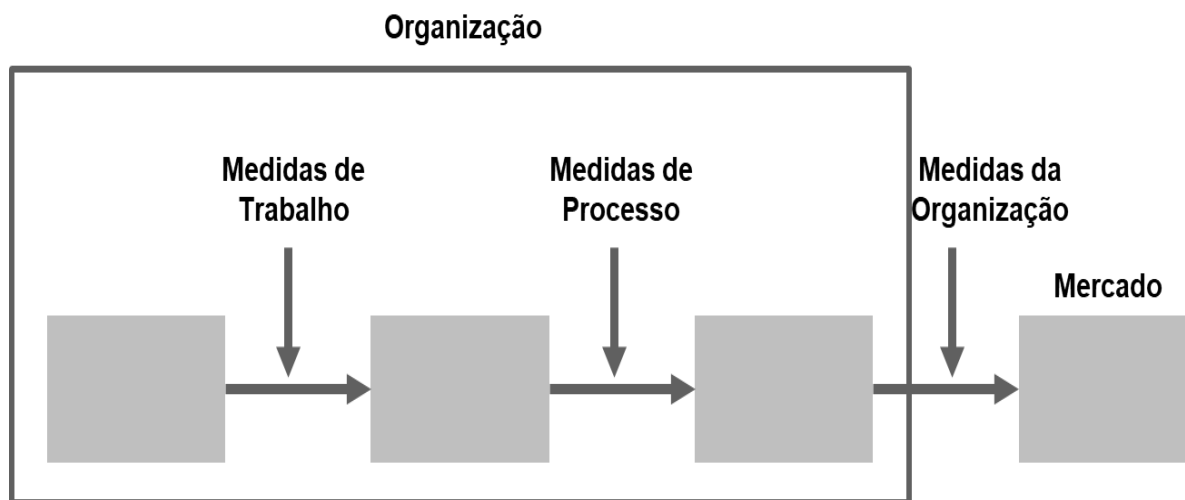 Organização
Medidas de
Trabalho
Medidas de
Processo
Medidas da
Organização
Mercado